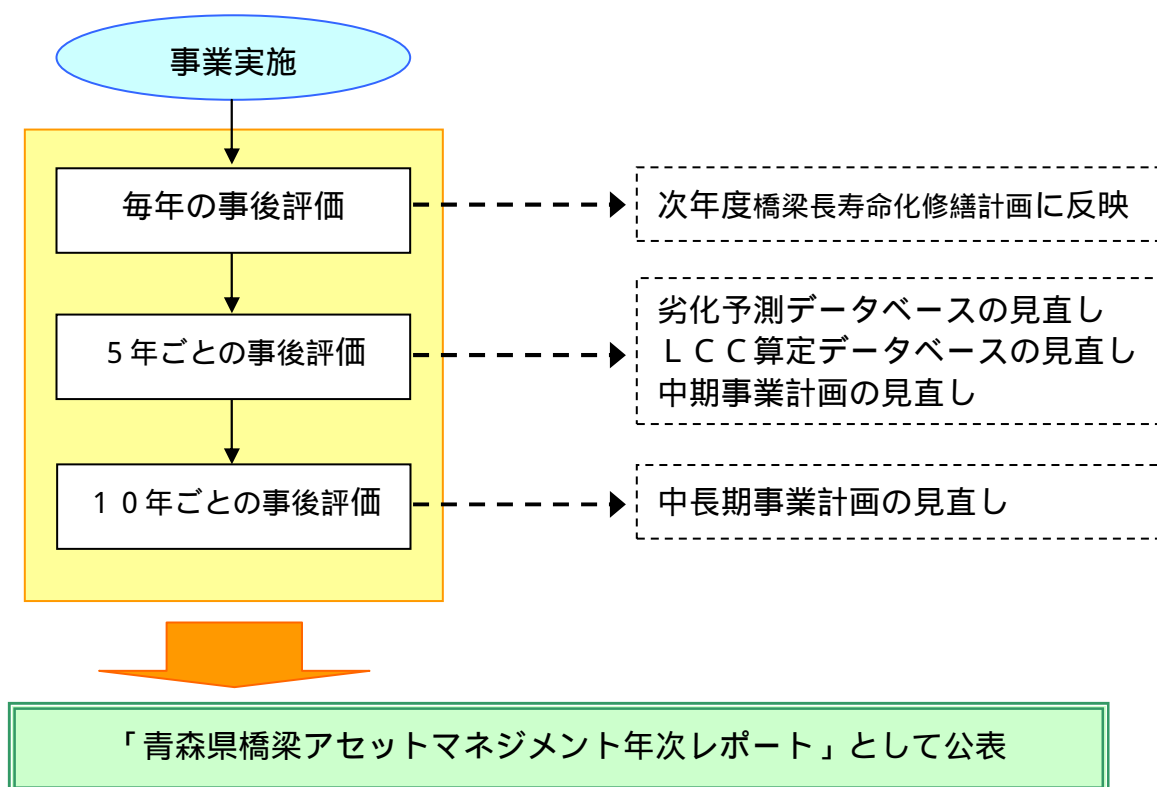 事業実施
毎年の事後評価
次年度橋梁長寿命化修繕計画に反映
5年ごとの事後評価
劣化予測データベースの見直し
ＬＣＣ算定データベースの見直し
中期事業計画の見直し
１０年ごとの事後評価
中長期事業計画の見直し
「青森県橋梁アセットマネジメント年次レポート」として公表